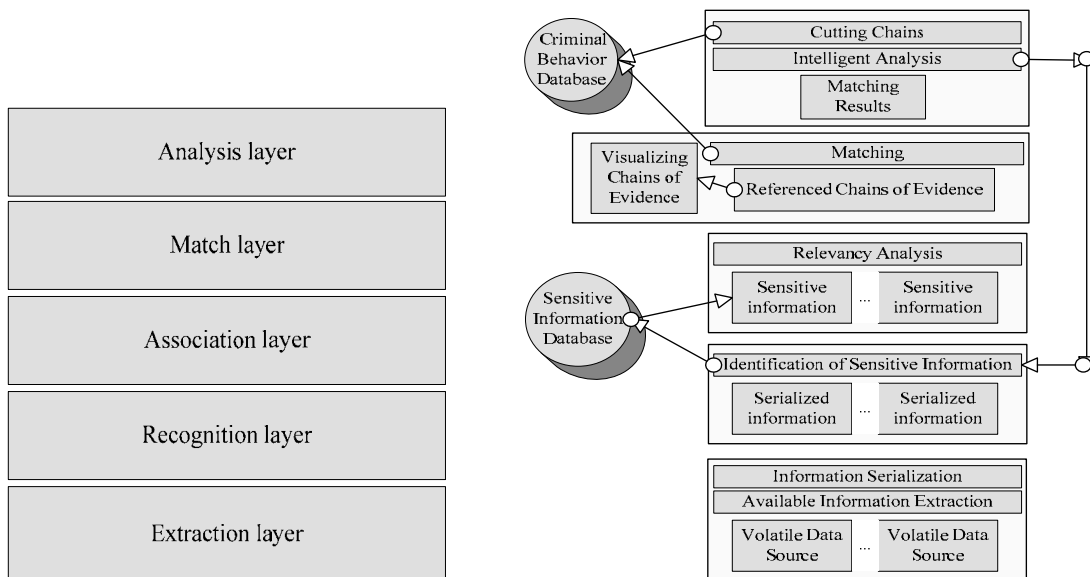 Analysis layer
Match layer
Association layer
Recognition layer
Extraction layer
Criminal
Behavior
Database
Cutting Chains
Intelligent Analysis
Matching
Results
Visualizing
Chains of
Evidence
Matching
Referenced Chains of Evidence
Sensitive
Information
Database
Relevancy Analysis
Sensitive
information
...
Sensitive
information
Identification of Sensitive Information
Serialized
information
...
Serialized
information
Information Serialization
Available Information Extraction
Volatile Data
Source
...
Volatile Data
Source